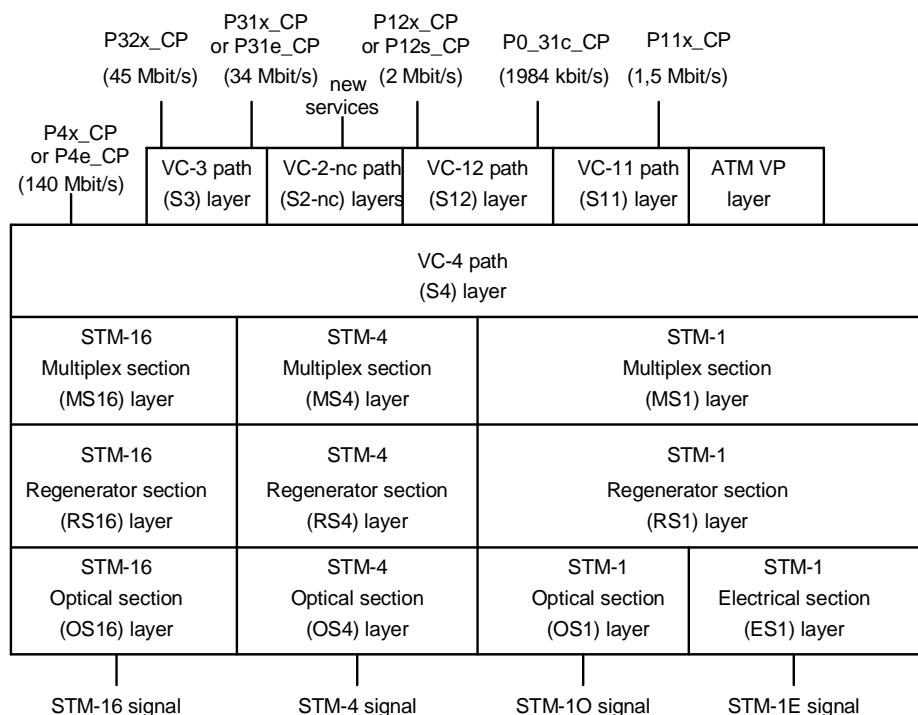 P32x_CP
(45 Mbit/s)
P31x_CP
or P31e_CP
(34 Mbit/s)
new
services
P12x_CP
or P12s_CP
(2 Mbit/s)
P0_31c_CP
(1984 kbit/s)
P11x_CP
(1,5 Mbit/s)
P4x_CP
or P4e_CP
(140 Mbit/s)
VC-3 path
(S3) layer
VC-2-nc path
(S2-nc) layers
VC-12 path
(S12) layer
VC-11 path
(S11) layer
ATM VP
layer
VC-4 path
(S4) layer
STM-16
Multiplex section
(MS16) layer
STM-4
Multiplex section
(MS4) layer
STM-1
Multiplex section
(MS1) layer
STM-16
Regenerator section
(RS16) layer
STM-4
Regenerator section
(RS4) layer
STM-1
Regenerator section
(RS1) layer
STM-16
Optical section
(OS16) layer
STM-4
Optical section
(OS4) layer
STM-1
Optical section
(OS1) layer
STM-1
Electrical section
(ES1) layer
STM-16 signal
STM-4 signal
STM-1O signal
STM-1E signal